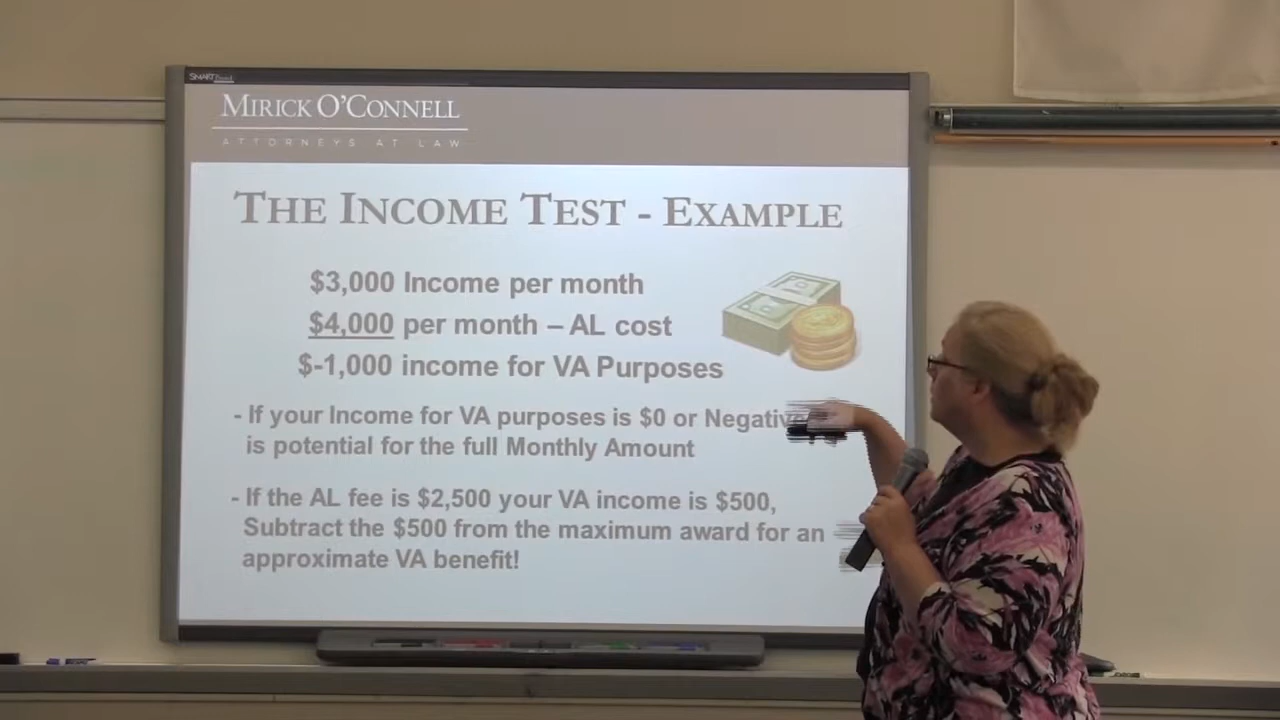 SMART Board
MIRICK O'CONNELL
ATTORNEYS AT LAW
THE INCOME TEST - EXAMPLE
$3,000 Income per month
$4,000 per month – AL cost
$-1,000 income for VA Purposes
- If your Income for VA purposes is $0 or Negative
is potential for the full Monthly Amount
- If the AL fee is $2,500 your VA income is $500,
Subtract the $500 from the maximum award for an
approximate VA benefit!